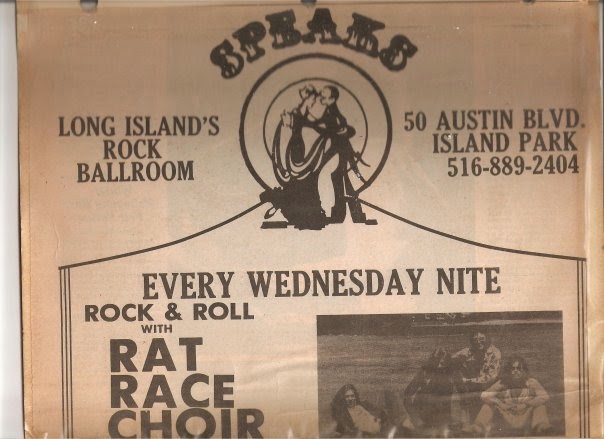 SPEAKS
LONG ISLAND'S
ROCK
BALLROOM
50 AUSTIN BLVD.
ISLAND PARK
516-889-2404
EVERY WEDNESDAY NITE
ROCK & ROLL
WITH
RAT
RACE
CHOIR